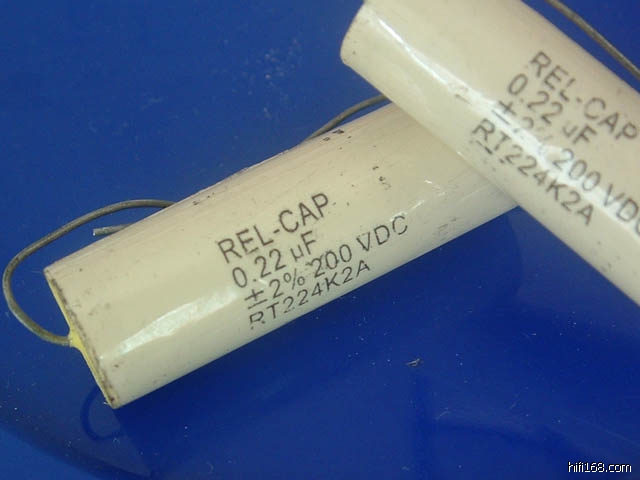 REL-CAP
0.22 µF
±2% 200 VDC
RT224K2A
REL-CAP
0.22 µF
±2% 200 VDC
RT224K2A
hifi168.com